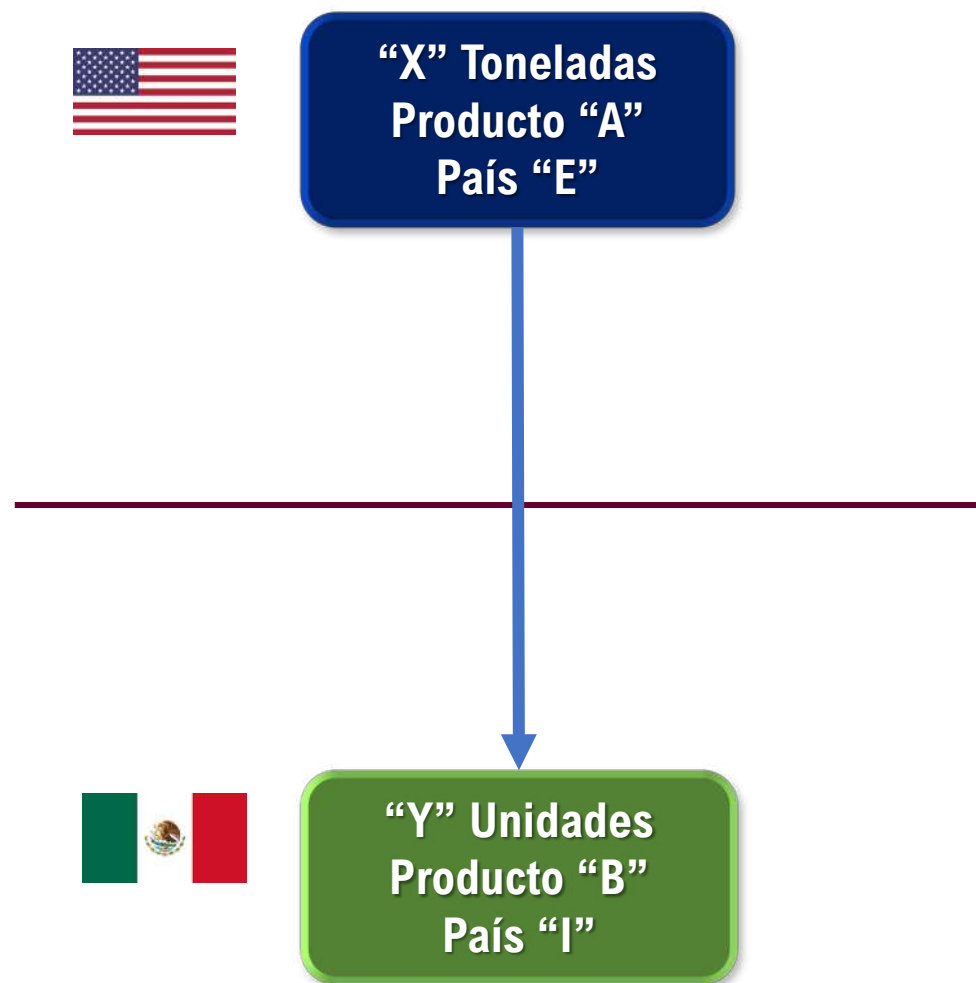 “X” Toneladas
Producto “A”
País “E”
“Y” Unidades
Producto “B”
País “I”